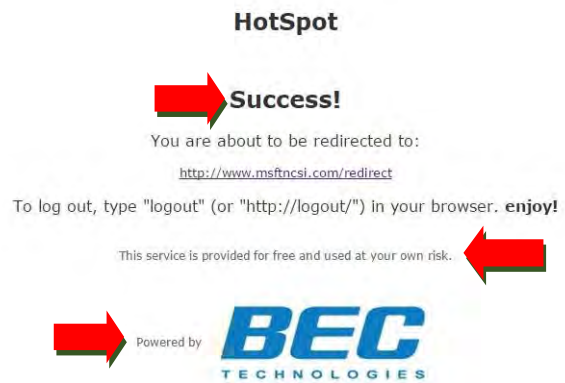 HotSpot
Success!
You are about to be redirected to:
http://www.msftncsi.com/redirect
To log out, type "logout" (or "http://logout/") in your browser. enjoy!
This service is provided for free and used at your own risk.
Powered by
BEC
TECHNOLOGIES